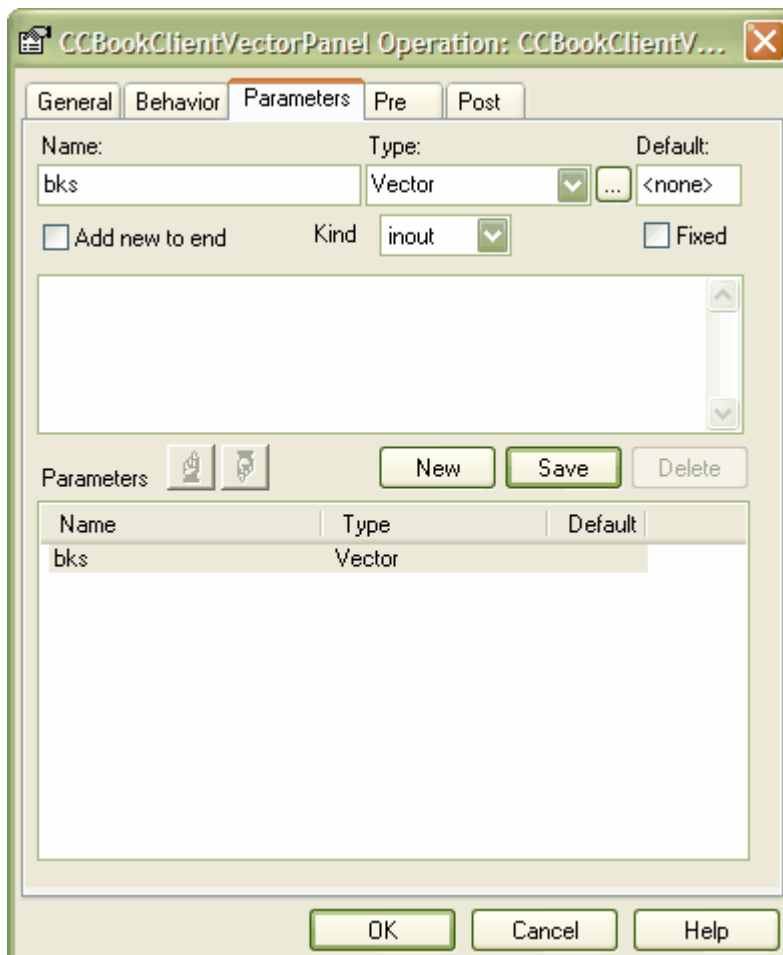 CCBookClientVectorPanel Operation: CCBookClientV...
General Behavior Parameters Pre Post
Name: Type: Default:
bks Vector ... <none>
Add new to end Kind inout Fixed
Parameters New Save Delete
Name Type Default
bks Vector
OK Cancel Help